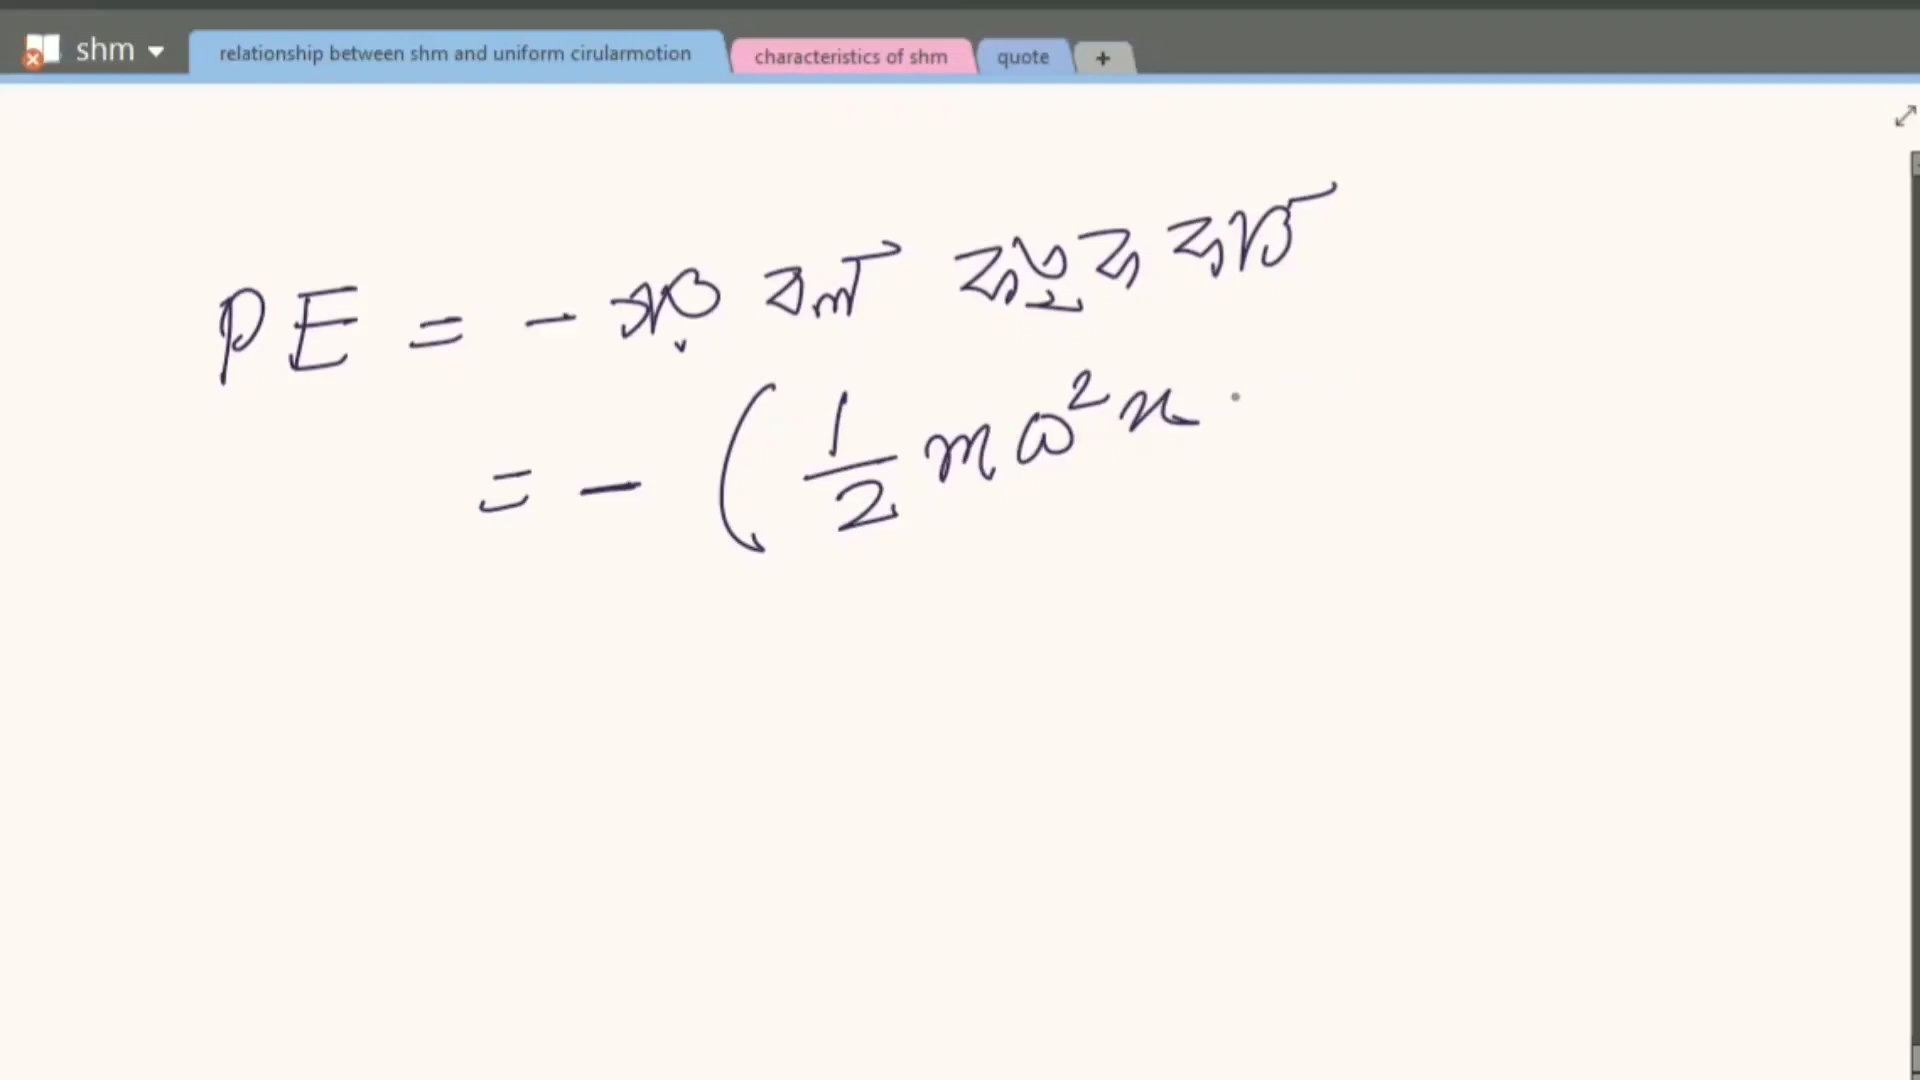 shm
relationship between shm and uniform cirularmotion
characteristics of shm
quote
+
PE = - গড় বল
= - ( 1/2 mω²x ·